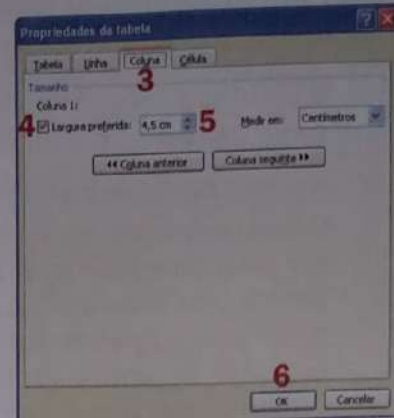 Propriedades da tabela
Tabela Linha Coluna Célula
3
Tamanho
Coluna 1:
4 Largura preferida: 4,5 cm 5 Medir em: Centímetros
Coluna anterior Coluna seguinte
6
OK Cancelar